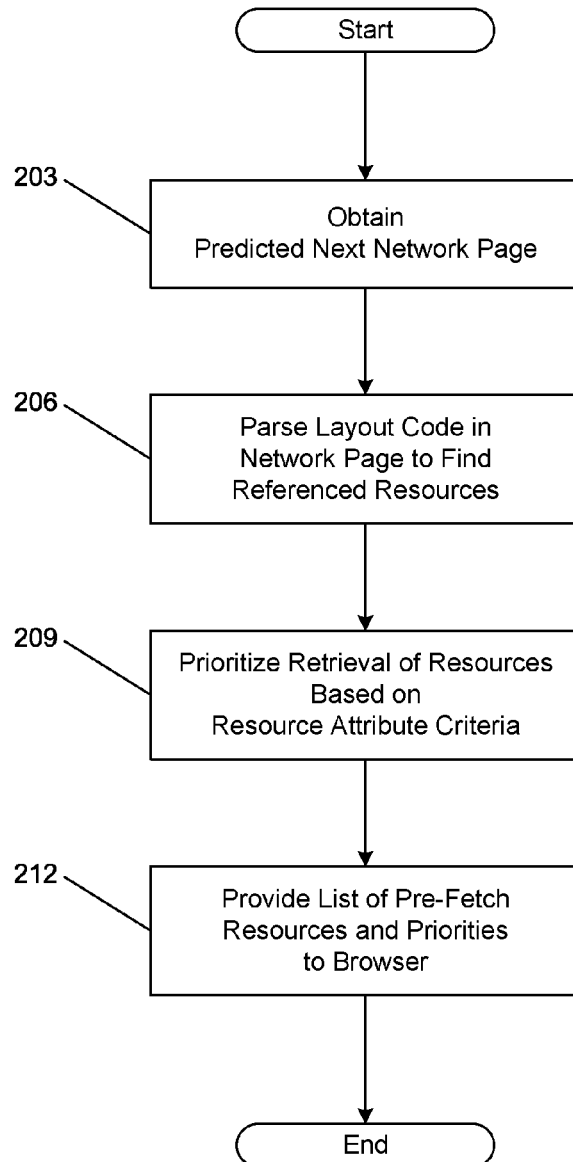 Start
203
Obtain
Predicted Next Network Page
206
Parse Layout Code in
Network Page to Find
Referenced Resources
209
Prioritize Retrieval of Resources
Based on
Resource Attribute Criteria
212
Provide List of Pre-Fetch
Resources and Priorities
to Browser
End